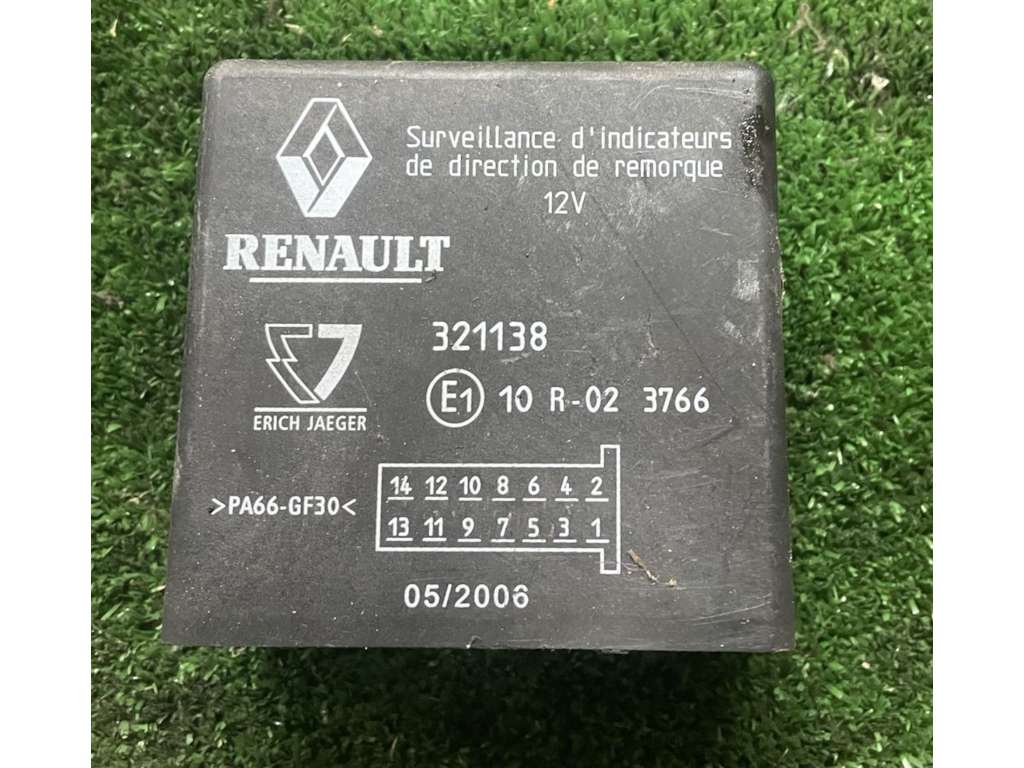 Surveillance d'indicateurs
de direction de remorque
12V
RENAULT
321138
E1 10 R-02 3766
ERICH JAEGER
>PA66-GF30<
14 12 10 8 6 4 2
13 11 9 7 5 3 1
05/2006